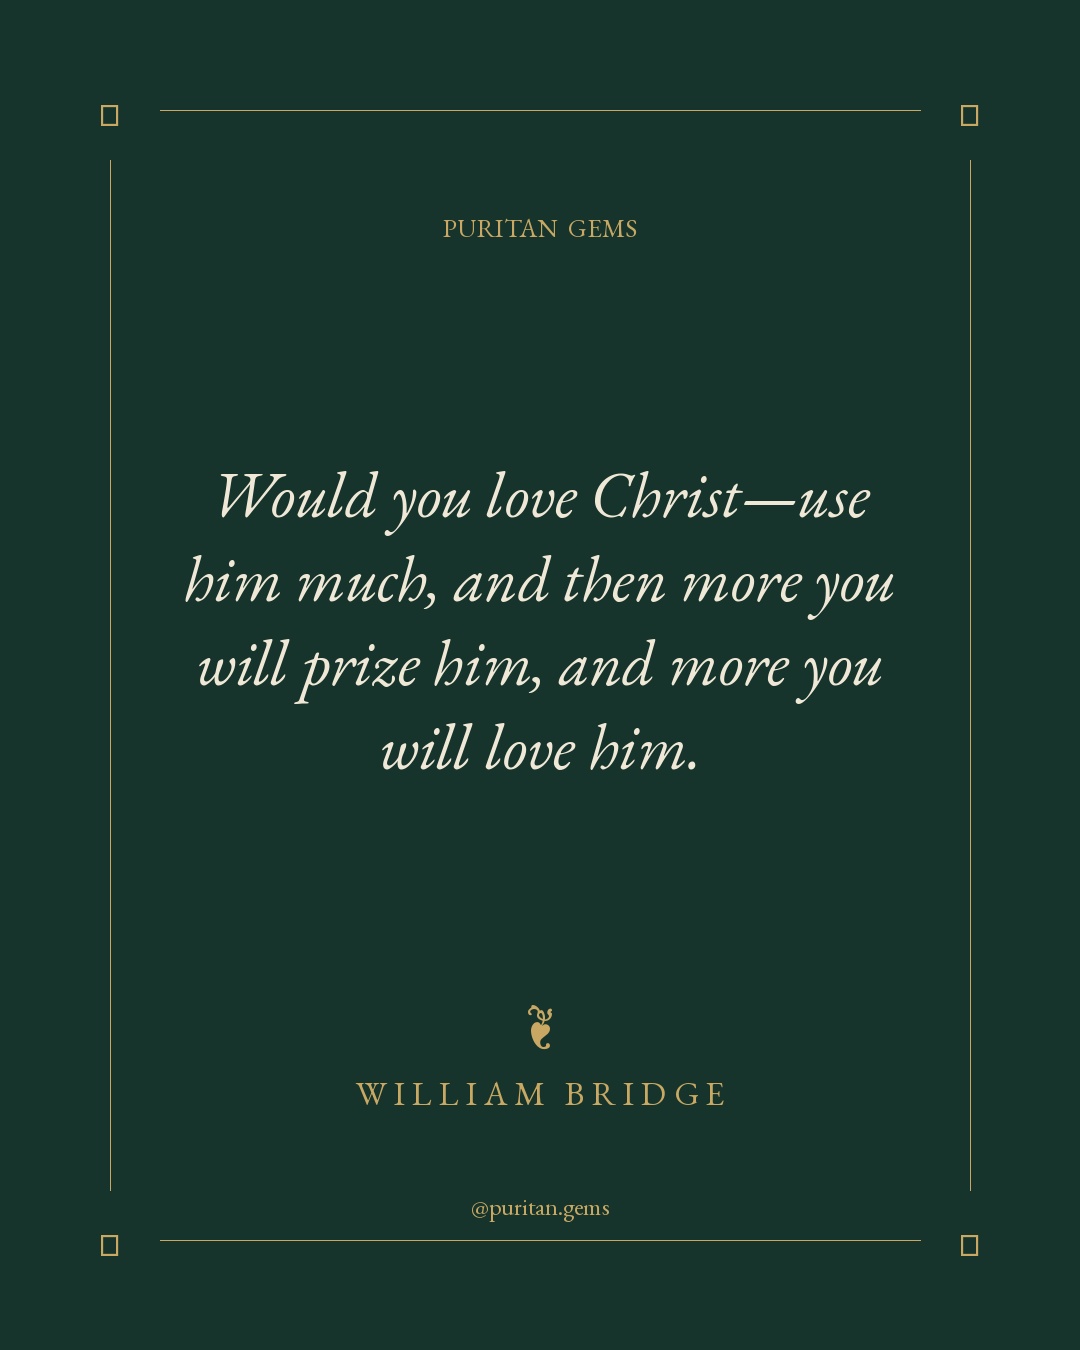 PURITAN GEMS
Would you love Christ—use
him much, and then more you
will prize him, and more you
will love him.
❦
WILLIAM BRIDGE
@puritan.gems